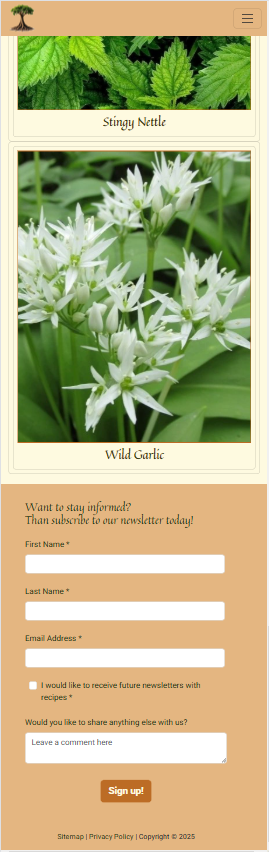 Stingy Nettle
Wild Garlic
Want to stay informed?
Than subscribe to our newsletter today!
First Name *
Last Name *
Email Address *
I would like to receive future newsletters with
recipes *
Would you like to share anything else with us?
Leave a comment here
Sign up!
Sitemap | Privacy Policy | Copyright © 2025